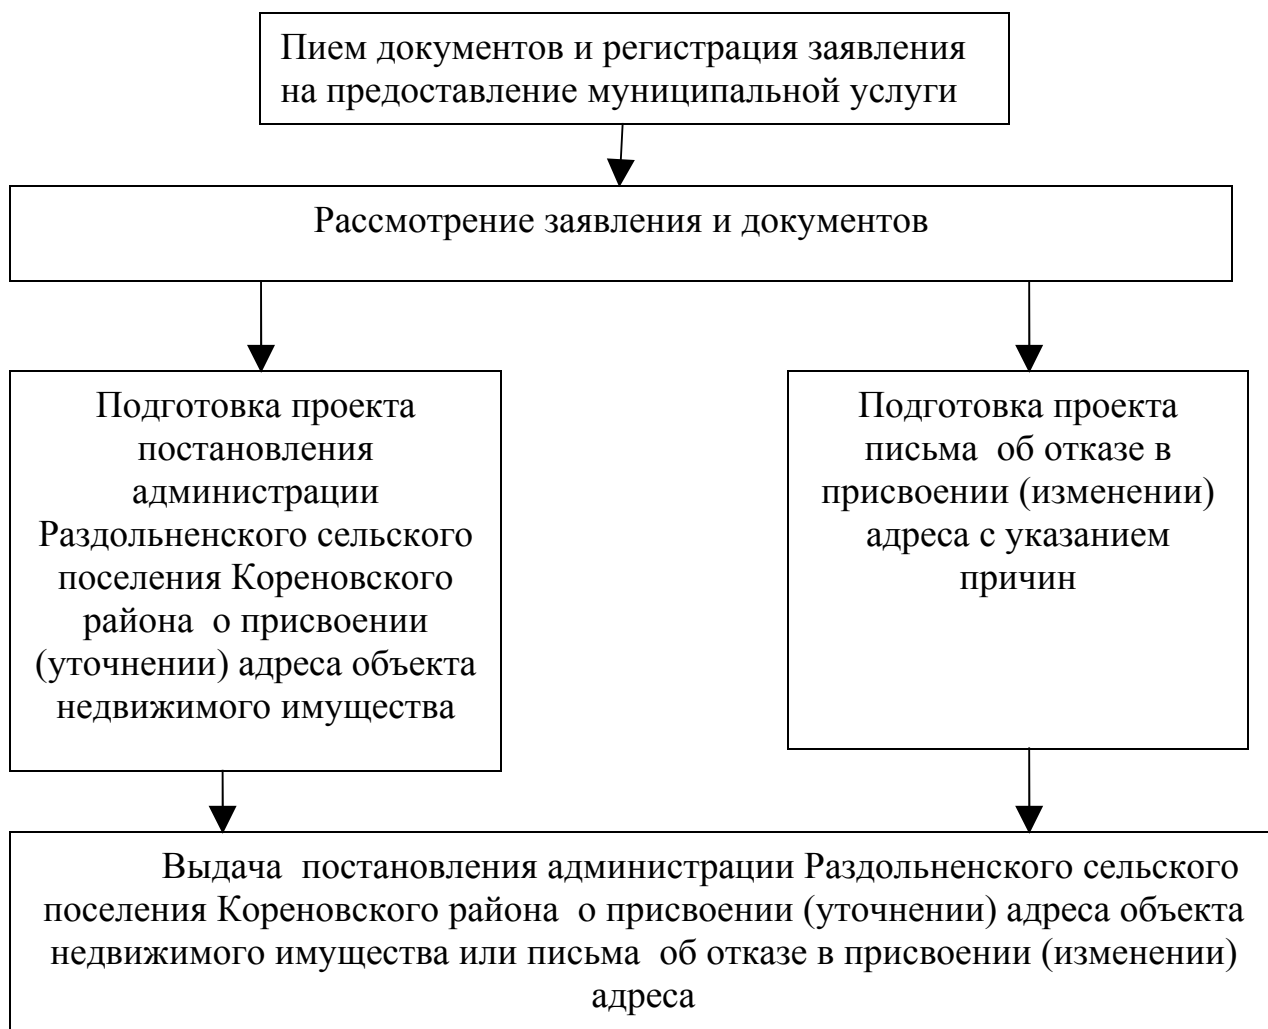 Пием документов и регистрация заявления
на предоставление муниципальной услуги
Рассмотрение заявления и документов
Подготовка проекта
постановления
администрации
Раздольненского сельского
поселения Кореновского
района  о присвоении
(уточнении) адреса объекта
недвижимого имущества
Подготовка проекта
письма  об отказе в
присвоении (изменении)
адреса с указанием
причин
Выдача  постановления администрации Раздольненского сельского
поселения Кореновского района  о присвоении (уточнении) адреса объекта
недвижимого имущества или письма  об отказе в присвоении (изменении)
адреса